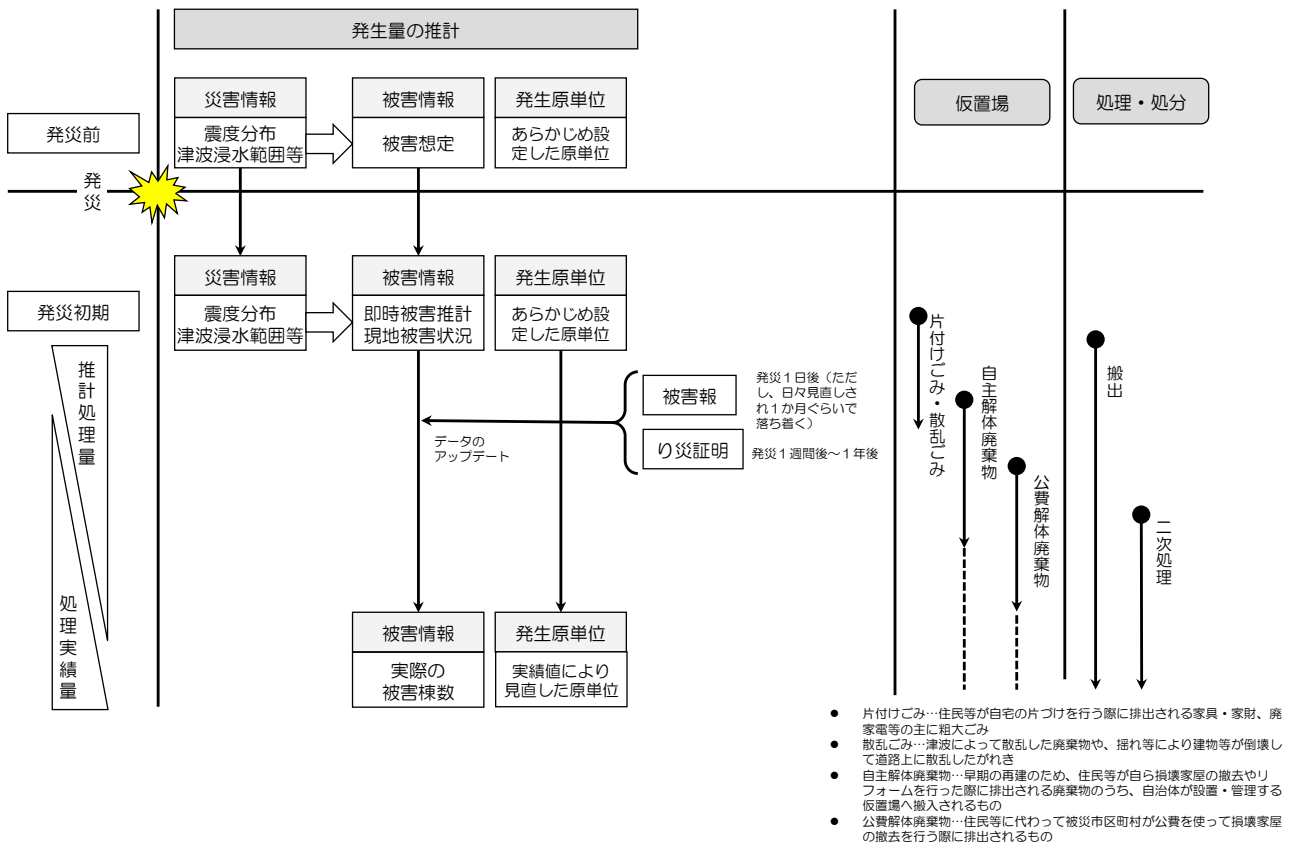 発生量の推計
災害情報
被害情報
発生原単位
仮置場
処理・処分
発災前
震度分布
津波浸水範囲等
被害想定
あらかじめ設
定した原単位
発
災
災害情報
被害情報
発生原単位
発災初期
震度分布
津波浸水範囲等
即時被害推計
現地被害状況
あらかじめ設
定した原単位
推計処理量
処理実績量
データの
アップデート
被害報
発災1日後（ただ
し、日々見直しさ
れ1か月ぐらいで
落ち着く）
り災証明
発災1週間後～1年後
片付けごみ・散乱ごみ
自主解体廃棄物
公費解体廃棄物
搬出
二次処理
被害情報
発生原単位
実際の
被害棟数
実績値により
見直した原単位
● 片付けごみ…住民等が自宅の片づけを行う際に排出される家具・家財、廃
家電等の主に粗大ごみ
● 散乱ごみ…津波によって散乱した廃棄物や、揺れ等により建物等が倒壊し
て道路上に散乱したがれき
● 自主解体廃棄物…早期の再建のため、住民等が自ら損壊家屋の撤去やリ
フォームを行った際に排出される廃棄物のうち、自治体が設置・管理する
仮置場へ搬入されるもの
● 公費解体廃棄物…住民等に代わって被災市区町村が公費を使って損壊家屋
の撤去を行う際に排出されるもの